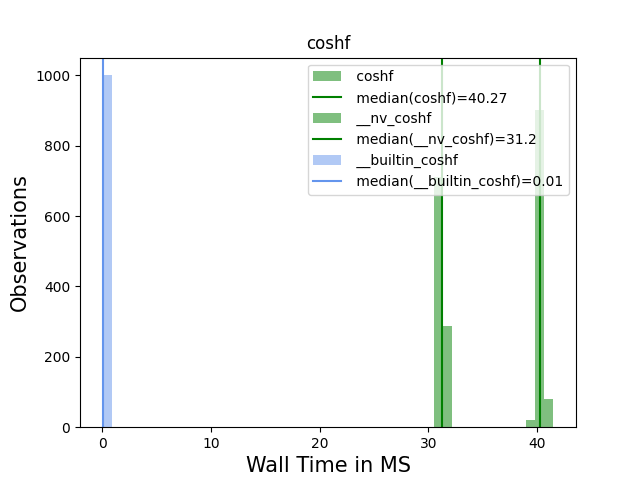 coshf
coshf
median(coshf)=40.27
__nv_coshf
median(__nv_coshf)=31.2
__builtin_coshf
median(__builtin_coshf)=0.01
Observations
1000
800
600
400
200
0
0 10 20 30 40
Wall Time in MS